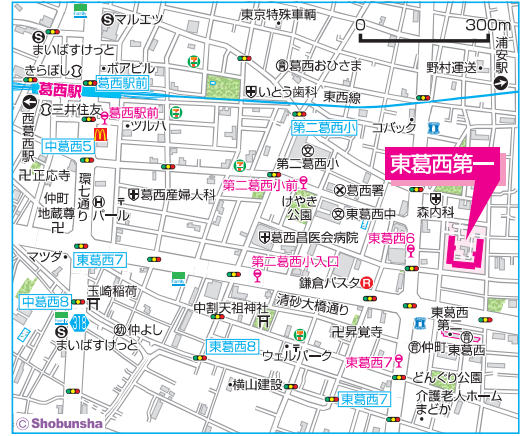 マルエツ
東京特殊車輌
0 300m
S
まいばすけっと
浦安駅
きらぼし
ボアビル
葛西おひさま
野村運送
葛西駅
葛西駅前
いとう歯科
東西線
三井住友
葛西駅前
西葛西駅
ツルハ
第二葛西小
コバック
中葛西5
第二葛西小
東葛西第一
正応寺
環七通り
第二葛西小前
葛西署
仲町
地蔵尊
パール
葛西産婦人科
けやき
公園
東葛西中
森内科
葛西昌医会病院
東葛西6
マツダ
東葛西7
第二葛西小入口
鎌倉パスタ
R
玉崎稲荷
中葛西8
318
中割天祖神社
清砂大橋通り
仲よし
昇覚寺
東葛西
第二
S
まいばすけっと
東葛西8
ウェルパーク
仲町
東葛西
東葛西7
どんぐり公園
横山建設
東葛西7
介護老人ホーム
まどか
© Shobunsha